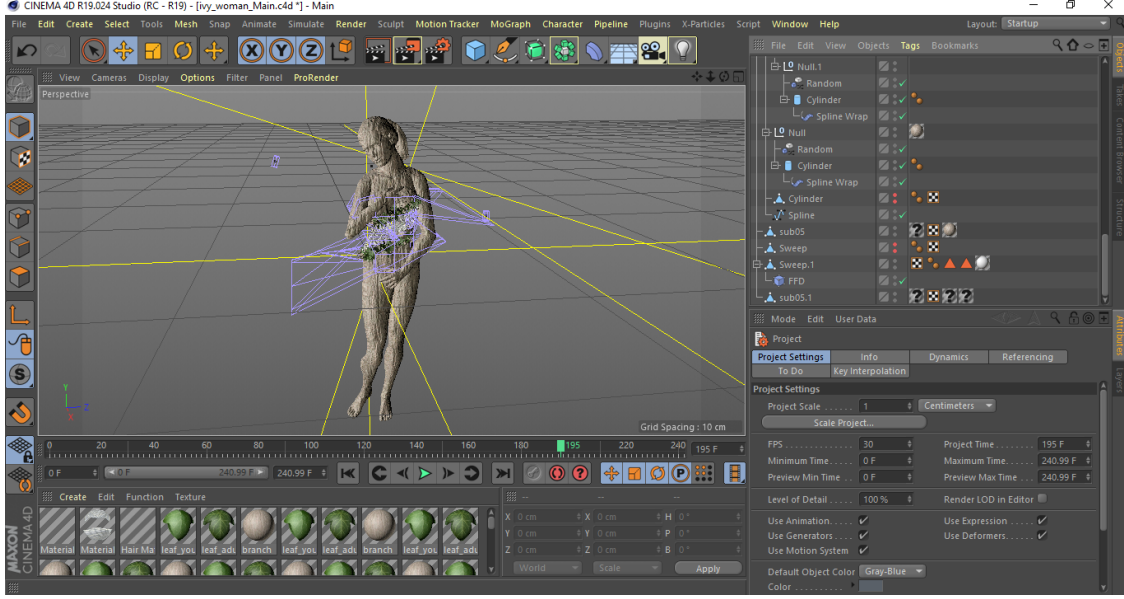 CINEMA 4D R19.024 Studio (RC - R19) - [ivy_woman_Main.c4d *] - Main
File Edit Create Select Tools Mesh Snap Animate Simulate Render Sculpt Motion Tracker MoGraph Character Pipeline Plugins X-Particles Script Window Help Layout: Startup
X Y Z
View Cameras Display Options Filter Panel ProRender
Perspective
Grid Spacing : 10 cm
0 20 40 60 80 100 120 140 160 180 195 220 240 195 F
0 F 0 F 240.99 F 240.99 F
Create Edit Function Texture
Material Material Hair Ma leaf_you leaf_adu branch leaf_you leaf_adu branch leaf_you leaf_adu
MAXON
CINEMA 4D
-- -- --
X 0 cm X 0 cm H 0°
Y 0 cm Y 0 cm P 0°
Z 0 cm Z 0 cm B 0°
World Scale Apply
File Edit View Objects Tags Bookmarks
Null.1
Random
Cylinder
Spline Wrap
Null
Random
Cylinder
Spline Wrap
Cylinder
Spline
sub05
Sweep
Sweep.1
FFD
sub05.1
Objects
Takes
Content Browser
Structure
Mode Edit User Data
Project
Project Settings Info Dynamics Referencing
To Do Key Interpolation
Project Settings
Project Scale 1 Centimeters
Scale Project...
FPS 30 Project Time 195 F
Minimum Time 0 F Maximum Time 240.99 F
Preview Min Time 0 F Preview Max Time 240.99 F
Level of Detail 100 % Render LOD in Editor
Use Animation Use Expression
Use Generators Use Deformers
Use Motion System
Default Object Color Gray-Blue
Color
Attributes
Layers